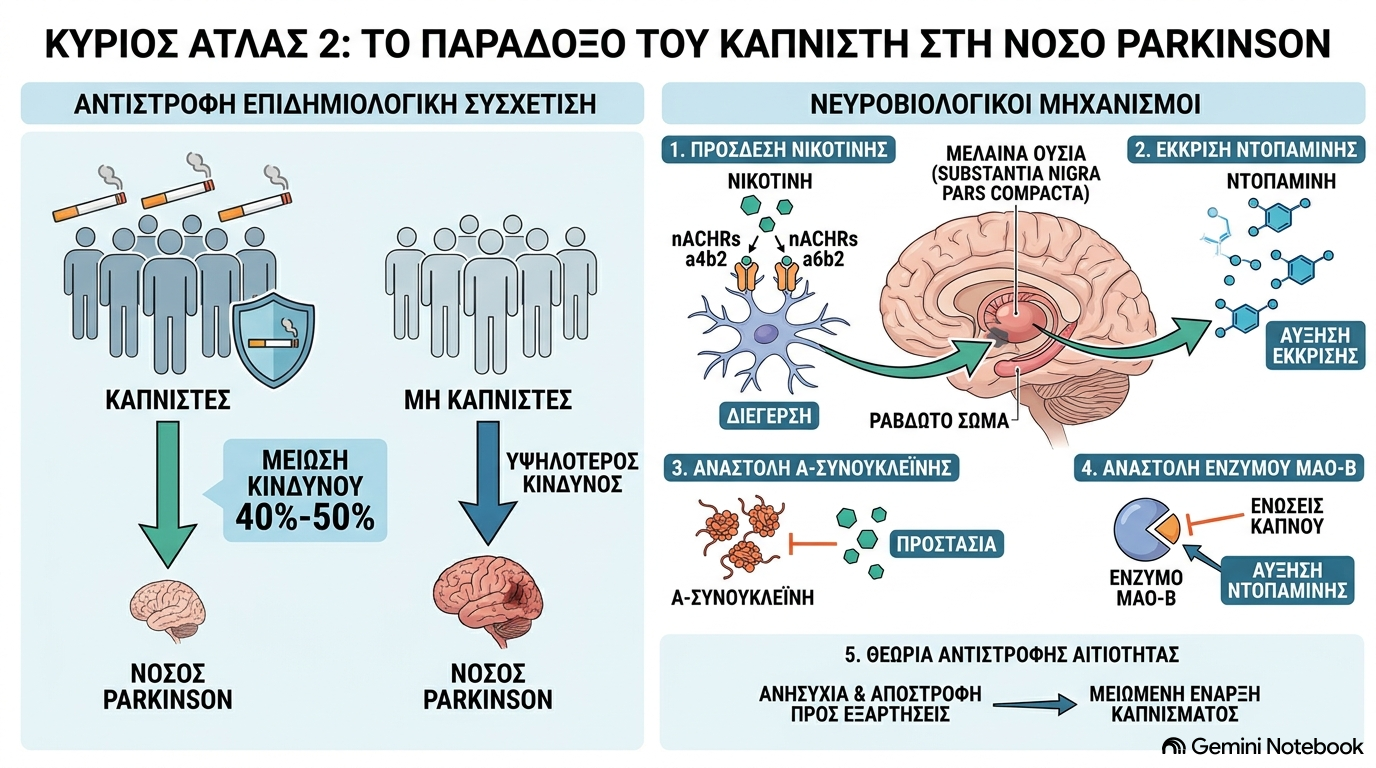 ΚΥΡΙΟΣ ΑΤΛΑΣ 2: ΤΟ ΠΑΡΑΔΟΞΟ ΤΟΥ ΚΑΠΝΙΣΤΗ ΣΤΗ ΝΟΣΟ PARKINSON
ΑΝΤΙΣΤΡΟΦΗ ΕΠΙΔΗΜΙΟΛΟΓΙΚΗ ΣΥΣΧΕΤΙΣΗ
ΚΑΠΝΙΣΤΕΣ
ΜΗ ΚΑΠΝΙΣΤΕΣ
ΜΕΙΩΣΗ
ΚΙΝΔΥΝΟΥ
40%-50%
ΥΨΗΛΟΤΕΡΟΣ
ΚΙΝΔΥΝΟΣ
ΝΟΣΟΣ
PARKINSON
ΝΟΣΟΣ
PARKINSON
ΝΕΥΡΟΒΙΟΛΟΓΙΚΟΙ ΜΗΧΑΝΙΣΜΟΙ
1. ΠΡΟΣΔΕΣΗ ΝΙΚΟΤΙΝΗΣ
ΝΙΚΟΤΙΝΗ
nACHRs
a4b2
nACHRs
a6b2
ΔΙΕΓΕΡΣΗ
ΜΕΛΑΙΝΑ ΟΥΣΙΑ
(SUBSTANTIA NIGRA
PARS COMPACTA)
ΡΑΒΔΩΤΟ ΣΩΜΑ
2. ΕΚΚΡΙΣΗ ΝΤΟΠΑΜΙΝΗΣ
ΝΤΟΠΑΜΙΝΗ
ΑΥΞΗΣΗ
ΕΚΚΡΙΣΗΣ
3. ΑΝΑΣΤΟΛΗ Α-ΣΥΝΟΥΚΛΕΪΝΗΣ
ΠΡΟΣΤΑΣΙΑ
Α-ΣΥΝΟΥΚΛΕΪΝΗ
4. ΑΝΑΣΤΟΛΗ ΕΝΖΥΜΟΥ MAO-B
ΕΝΩΣΕΙΣ
ΚΑΠΝΟΥ
ΕΝΖΥΜΟ
MAO-B
ΑΥΞΗΣΗ
ΝΤΟΠΑΜΙΝΗΣ
5. ΘΕΩΡΙΑ ΑΝΤΙΣΤΡΟΦΗΣ ΑΙΤΙΟΤΗΤΑΣ
ΑΝΗΣΥΧΙΑ & ΑΠΟΣΤΡΟΦΗ
ΠΡΟΣ ΕΞΑΡΤΗΣΕΙΣ
ΜΕΙΩΜΕΝΗ ΕΝΑΡΞΗ
ΚΑΠΝΙΣΜΑΤΟΣ
Gemini Notebook